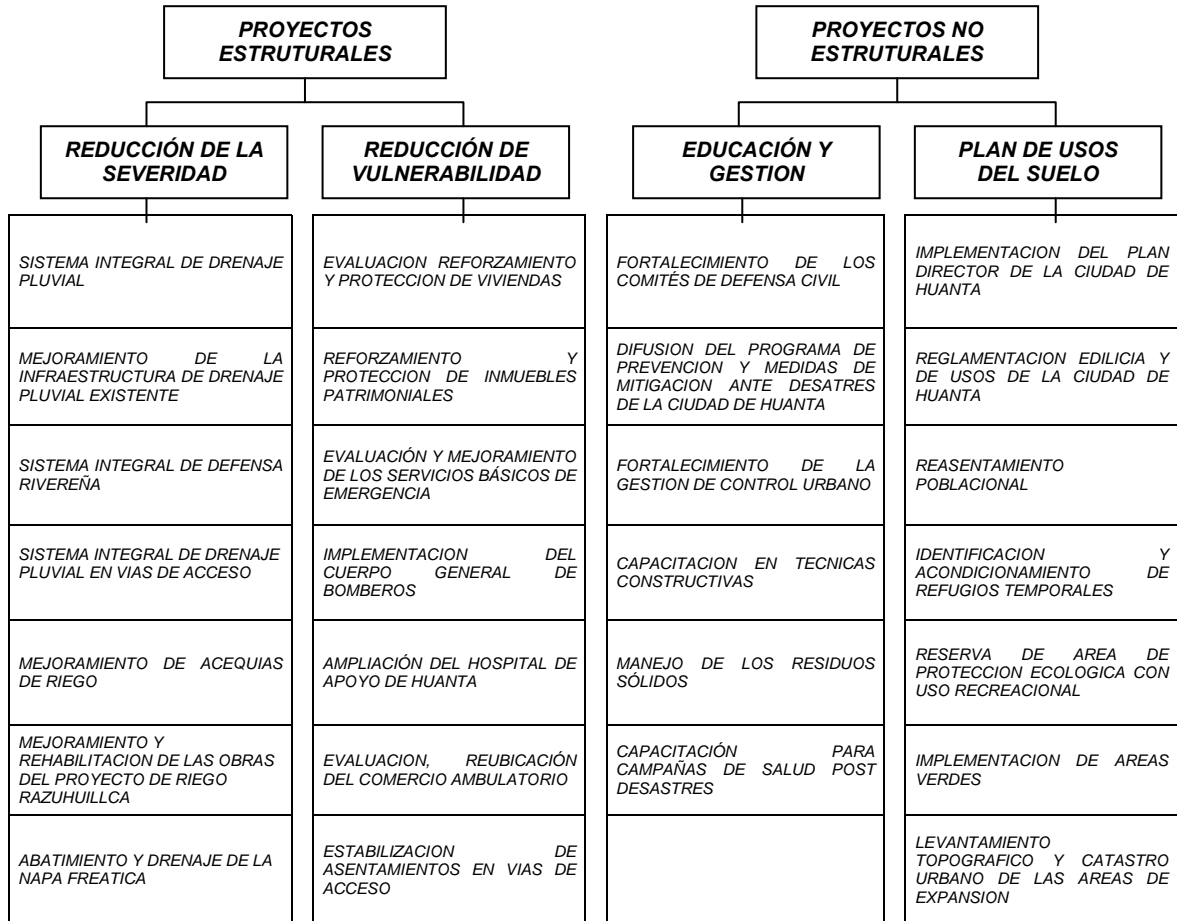 PROYECTOS
ESTRUTURALES
PROYECTOS NO
ESTRUTURALES
REDUCCIÓN DE LA
SEVERIDAD
REDUCCIÓN DE
VULNERABILIDAD
EDUCACIÓN Y
GESTION
PLAN DE USOS
DEL SUELO
SISTEMA INTEGRAL DE DRENAJE
PLUVIAL
MEJORAMIENTO DE LA
INFRAESTRUCTURA DE DRENAJE
PLUVIAL EXISTENTE
SISTEMA INTEGRAL DE DEFENSA
RIVEREÑA
SISTEMA INTEGRAL DE DRENAJE
PLUVIAL EN VIAS DE ACCESO
MEJORAMIENTO DE ACEQUIAS
DE RIEGO
MEJORAMIENTO Y
REHABILITACION DE LAS OBRAS
DEL PROYECTO DE RIEGO
RAZUHUILLCA
ABATIMIENTO Y DRENAJE DE LA
NAPA FREATICA
EVALUACION REFORZAMIENTO
Y PROTECCION DE VIVIENDAS
REFORZAMIENTO Y
PROTECCION DE INMUEBLES
PATRIMONIALES
EVALUACIÓN Y MEJORAMIENTO
DE LOS SERVICIOS BÁSICOS DE
EMERGENCIA
IMPLEMENTACION DEL
CUERPO GENERAL DE
BOMBEROS
AMPLIACIÓN DEL HOSPITAL DE
APOYO DE HUANTA
EVALUACION, REUBICACIÓN
DEL COMERCIO AMBULATORIO
ESTABILIZACION DE
ASENTAMIENTOS EN VIAS DE
ACCESO
FORTALECIMIENTO DE LOS
COMITÉS DE DEFENSA CIVIL
DIFUSION DEL PROGRAMA DE
PREVENCION Y MEDIDAS DE
MITIGACION ANTE DESATRES
DE LA CIUDAD DE HUANTA
FORTALECIMIENTO DE LA
GESTION DE CONTROL URBANO
CAPACITACION EN TECNICAS
CONSTRUCTIVAS
MANEJO DE LOS RESIDUOS
SÓLIDOS
CAPACITACIÓN PARA
CAMPAÑAS DE SALUD POST
DESASTRES
IMPLEMENTACION DEL PLAN
DIRECTOR DE LA CIUDAD DE
HUANTA
REGLAMENTACION EDILICIA Y
DE USOS DE LA CIUDAD DE
HUANTA
REASENTAMIENTO
POBLACIONAL
IDENTIFICACION Y
ACONDICIONAMIENTO DE
REFUGIOS TEMPORALES
RESERVA DE AREA DE
PROTECCION ECOLOGICA CON
USO RECREACIONAL
IMPLEMENTACION DE AREAS
VERDES
LEVANTAMIENTO
TOPOGRAFICO Y CATASTRO
URBANO DE LAS AREAS DE
EXPANSION